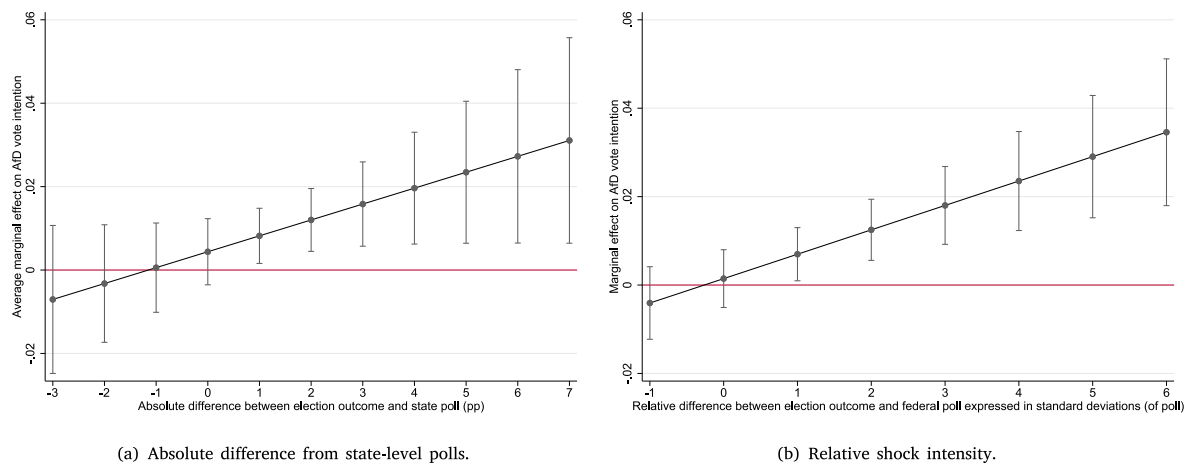 .06
.04
.02
0
-.02
Average marginal effect on AfD vote intention
-3 -2 -1 0 1 2 3 4 5 6 7
Absolute difference between election outcome and state poll (pp)
(a) Absolute difference from state-level polls.
.06
.04
.02
0
-.02
Marginal effect on AfD vote intention
-1 0 1 2 3 4 5 6
Relative difference between election outcome and federal poll expressed in standard deviations (of poll)
(b) Relative shock intensity.